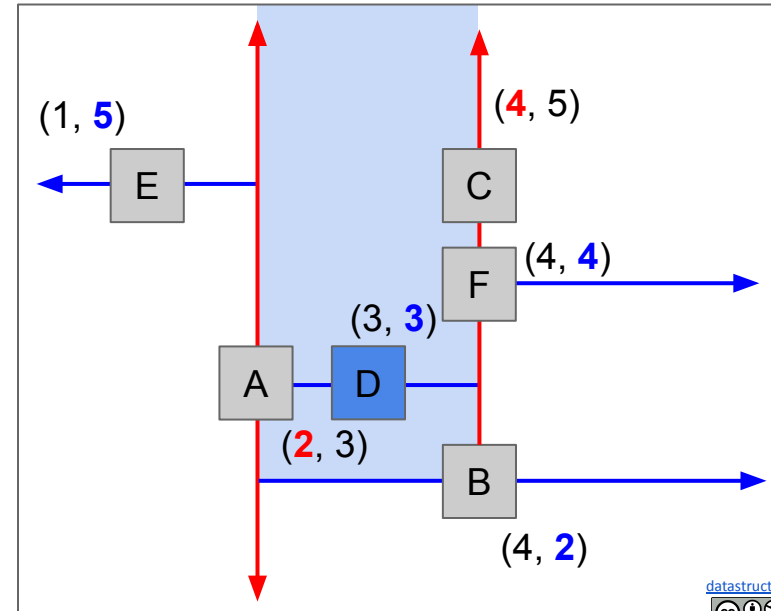 (1, 5)
(4, 5)
E
C
F
(4, 4)
(3, 3)
A
D
(2, 3)
B
(4, 2)
datastruct